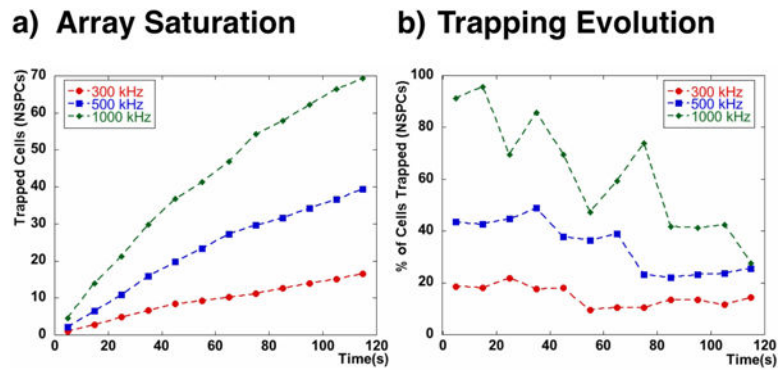 a) Array Saturation
b) Trapping Evolution
Trapped Cells (NSPCs)
70
60
50
40
30
20
10
0
300 kHz
500 kHz
1000 kHz
0 20 40 60 80 100 120
Time(s)
% of Cells Trapped (NSPCs)
100
80
60
40
20
0
300 kHz
500 kHz
1000 kHz
0 20 40 60 80 100 120
Time(s)